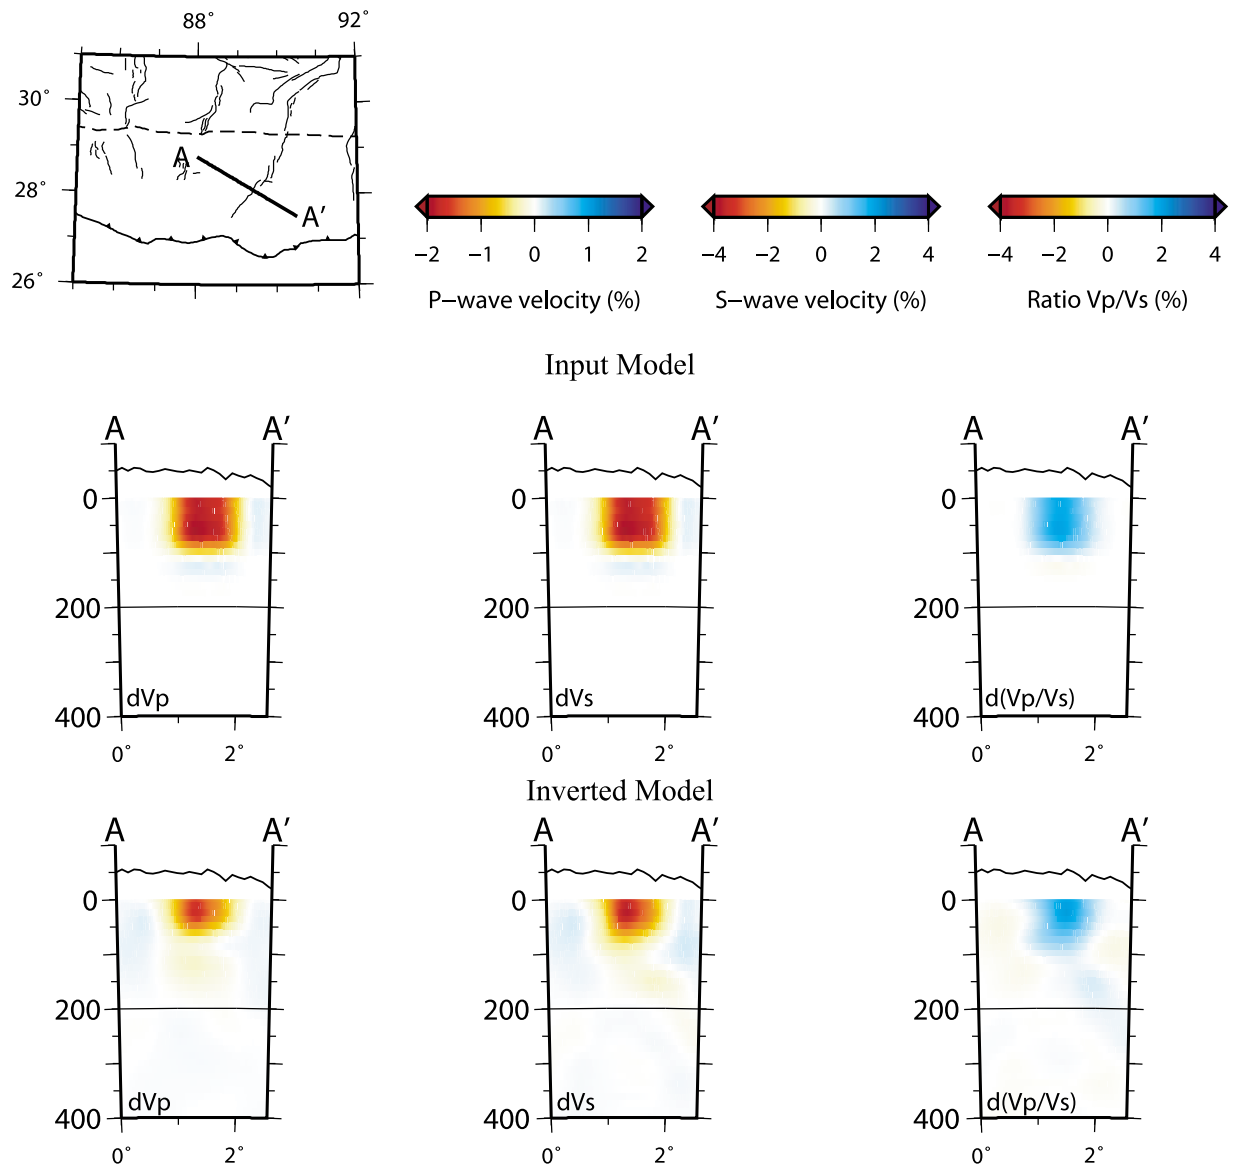 88° 92°
30°
28°
26°
A
A'
−2 −1 0 1 2
P−wave velocity (%)
−4 −2 0 2 4
S−wave velocity (%)
−4 −2 0 2 4
Ratio Vp/Vs (%)
Input Model
A A' A A' A A'
0 0 0
200 200 200
400 400 400
dVp dVs d(Vp/Vs)
0° 2° 0° 2° 0° 2°
Inverted Model
A A' A A' A A'
0 0 0
200 200 200
400 400 400
dVp dVs d(Vp/Vs)
0° 2° 0° 2° 0° 2°